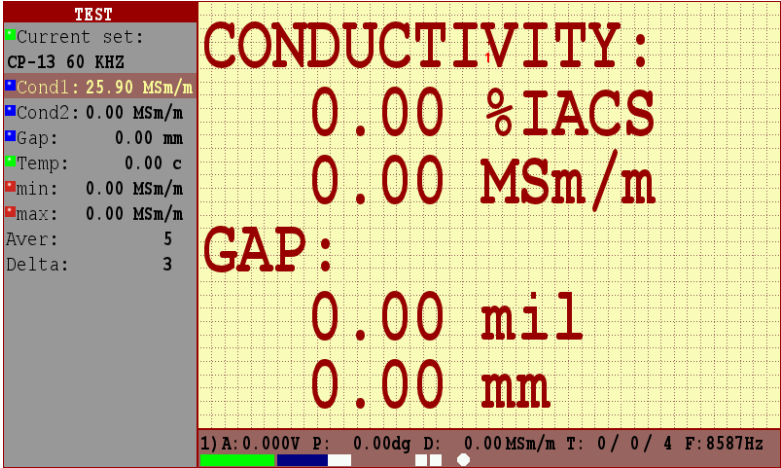 TEST
Current set:
CP-13 60 KHZ
Cond1: 25.90 MSm/m
Cond2: 0.00 MSm/m
Gap: 0.00 mm
Temp: 0.00 c
min: 0.00 MSm/m
max: 0.00 MSm/m
Aver: 5
Delta: 3
CONDUCTIVITY:
1
0.00 %IACS
0.00 MSm/m
GAP:
0.00 mil
0.00 mm
1) A:0.000V P: 0.00dg D: 0.00 MSm/m T: 0/ 0/ 4 F:8587Hz